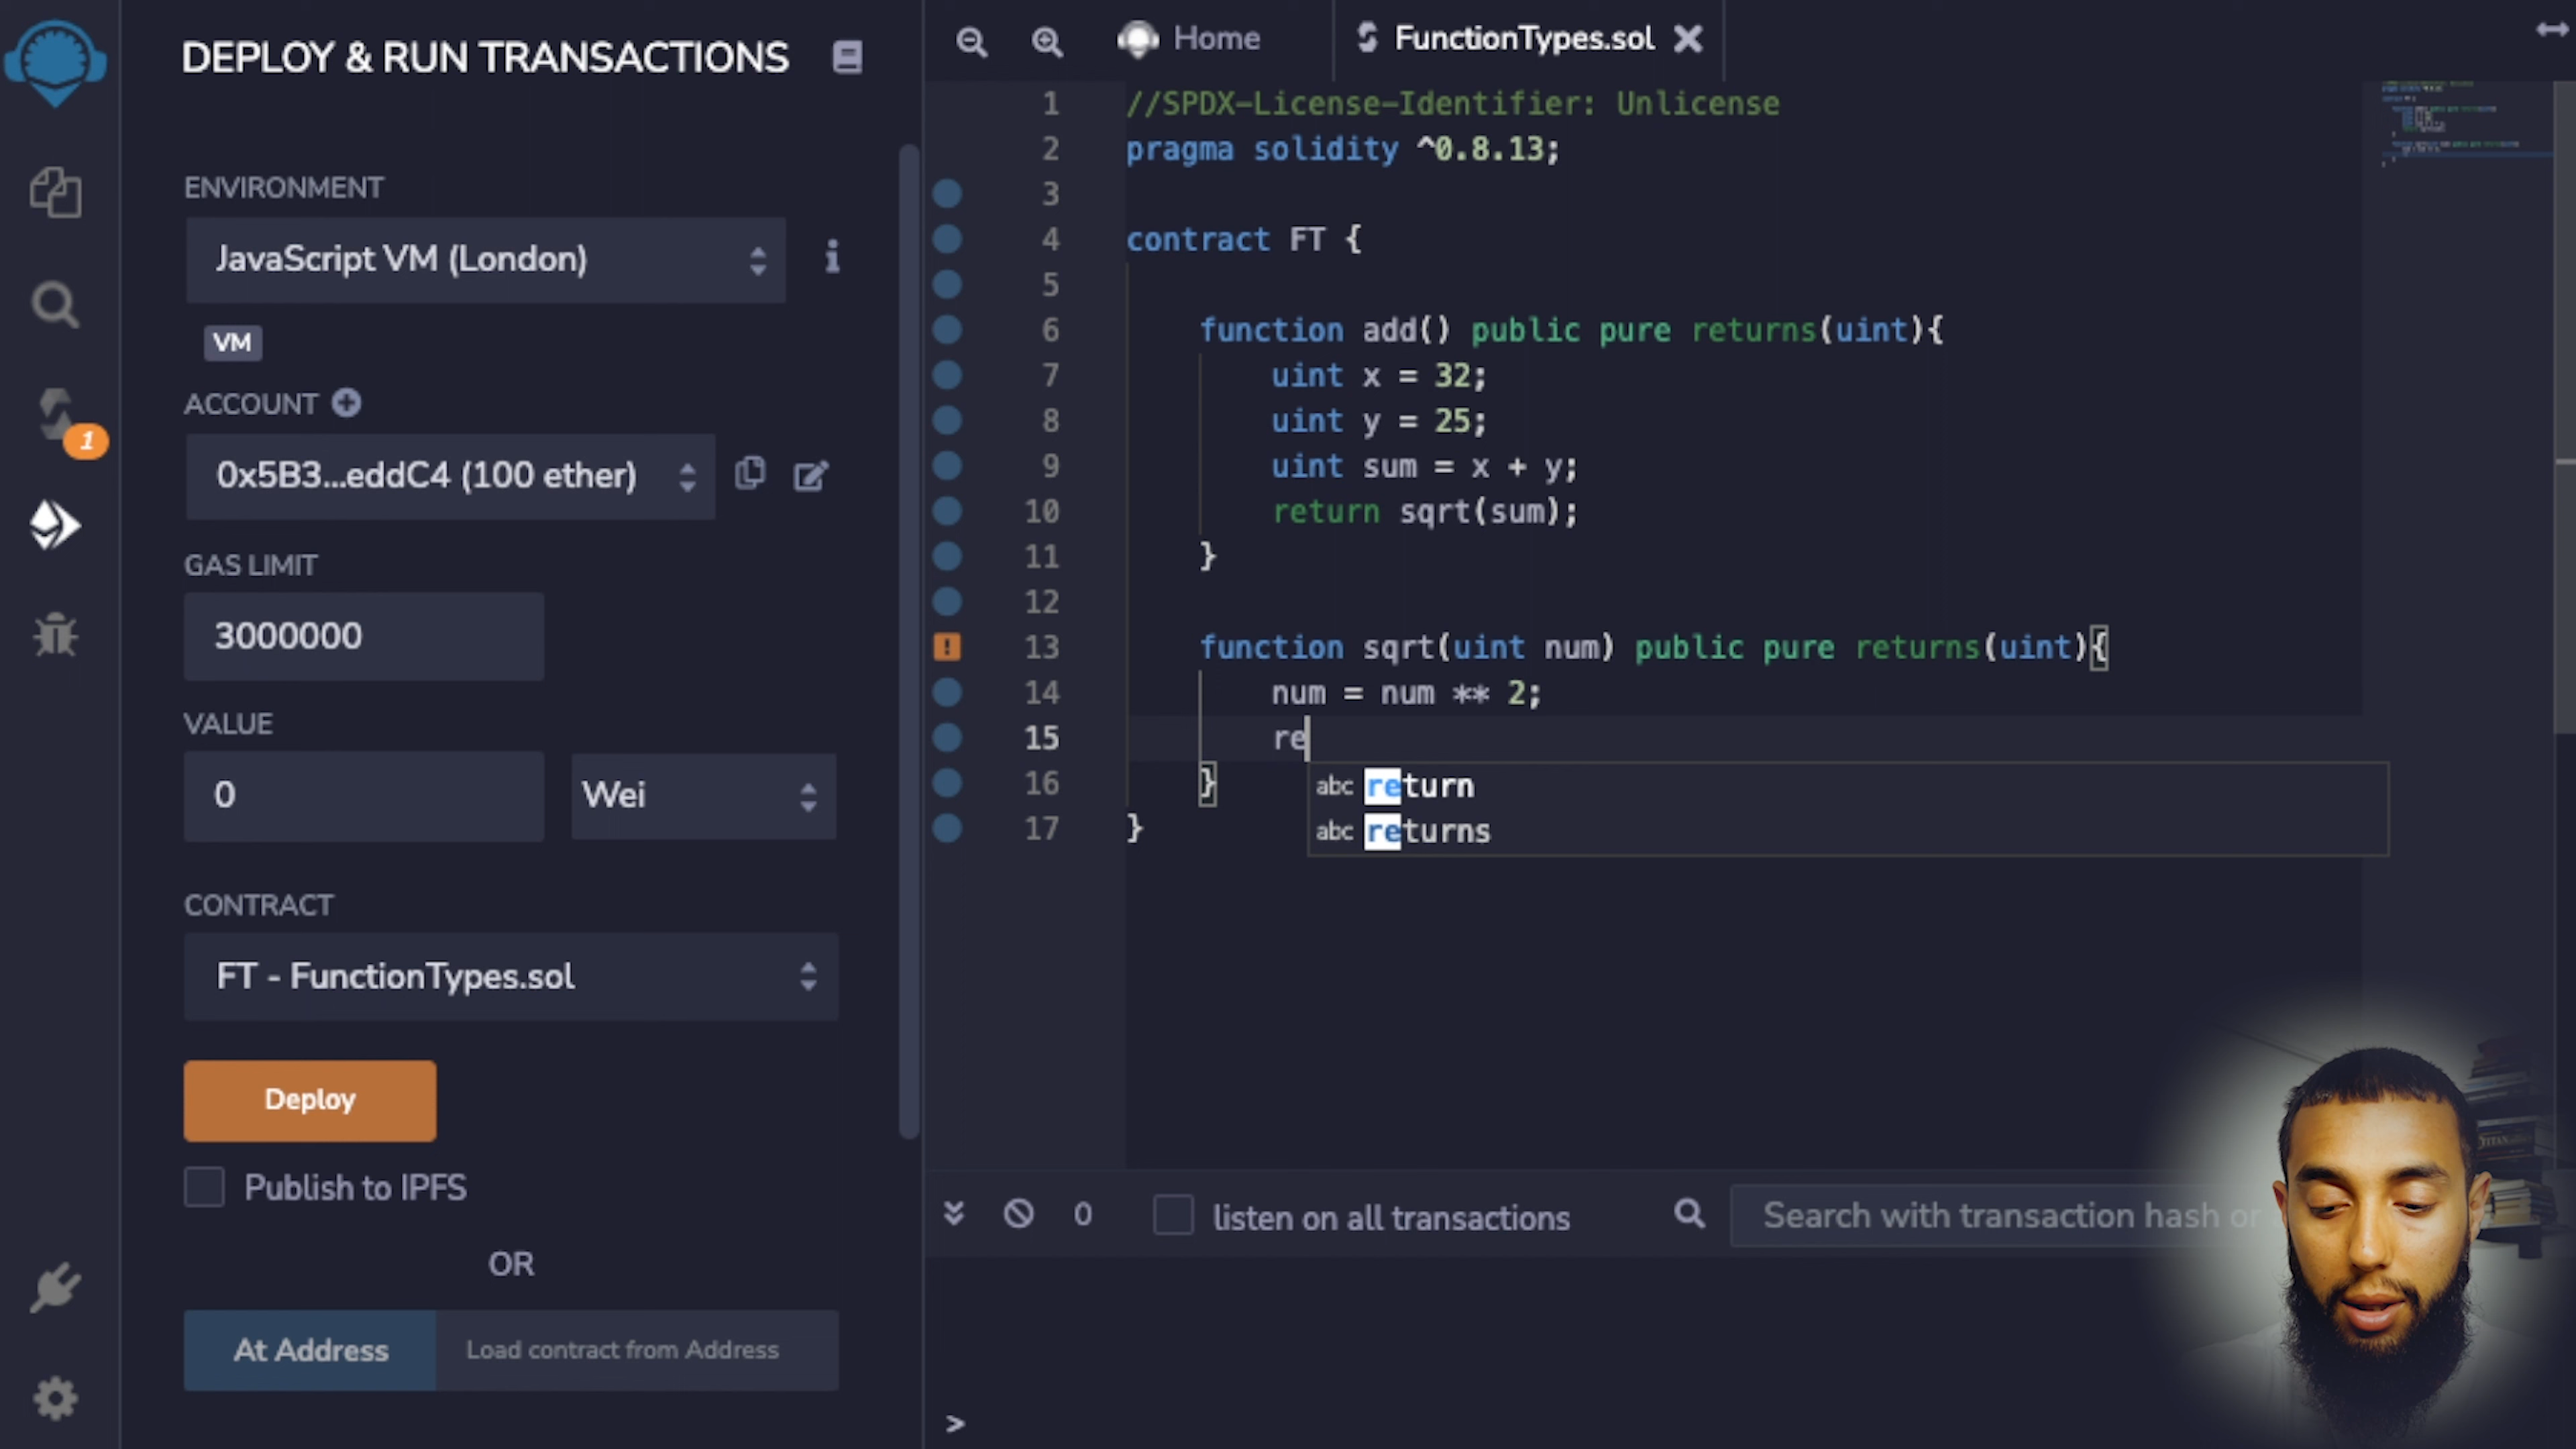 DEPLOY & RUN TRANSACTIONS
ENVIRONMENT
JavaScript VM (London)
VM
ACCOUNT
0x5B3...eddC4 (100 ether)
1
GAS LIMIT
3000000
VALUE
0
Wei
CONTRACT
FT - FunctionTypes.sol
Deploy
Publish to IPFS
OR
At Address
Load contract from Address
Home
FunctionTypes.sol
1 //SPDX-License-Identifier: Unlicense
2 pragma solidity ^0.8.13;
3
4 contract FT {
5
6 function add() public pure returns(uint){
7 uint x = 32;
8 uint y = 25;
9 uint sum = x + y;
10 return sqrt(sum);
11 }
12
13 function sqrt(uint num) public pure returns(uint){
14 num = num ** 2;
15 re
16 }
17 }
abc return
abc returns
0 listen on all transactions
Search with transaction hash or
>